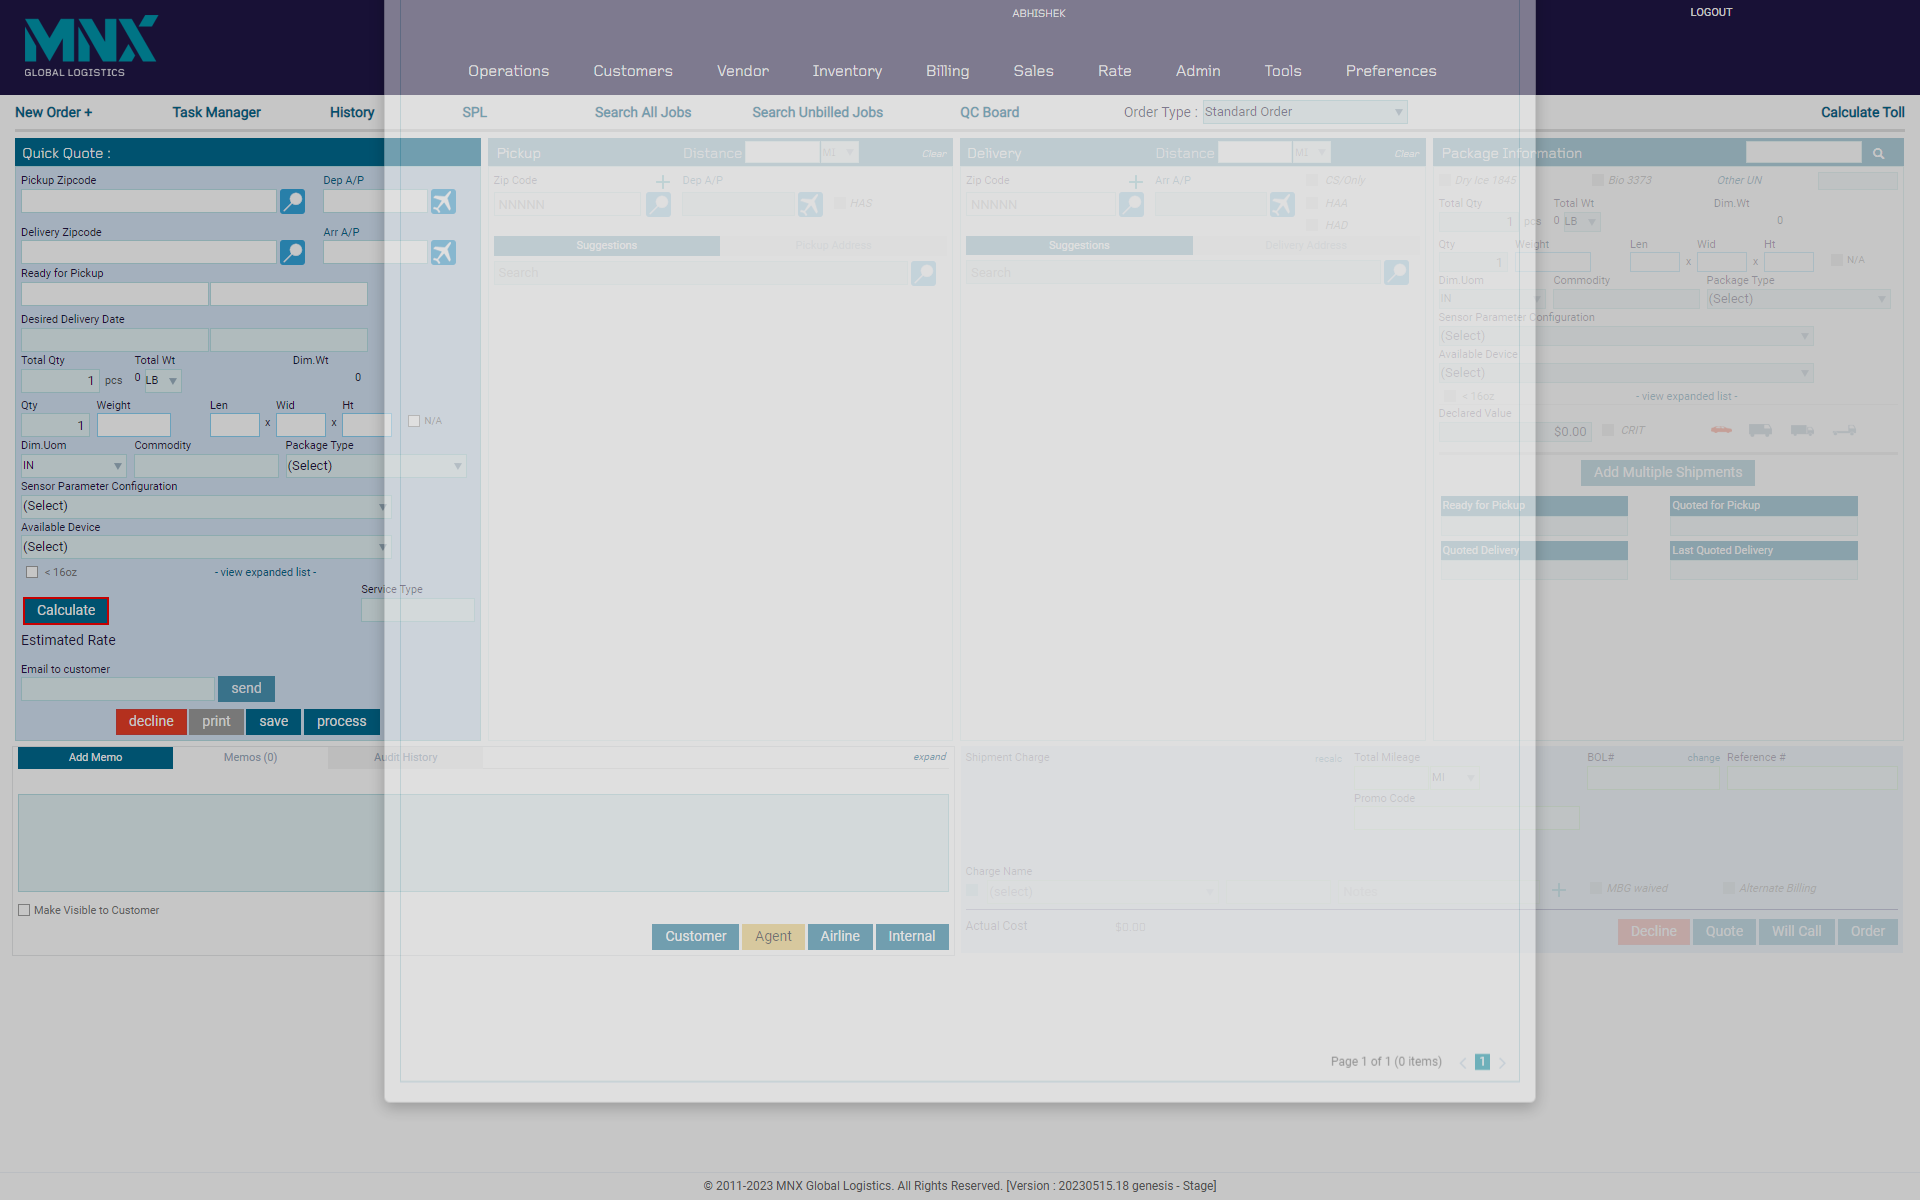 MNX
GLOBAL LOGISTICS
ABHISHEK
LOGOUT
Operations Customers Vendor Inventory Billing Sales Rate Admin Tools Preferences
New Order + Task Manager History SPL Search All Jobs Search Unbilled Jobs QC Board Order Type : Standard Order Calculate Toll
Quick Quote :
Pickup Zipcode Dep A/P
Delivery Zipcode Arr A/P
Ready for Pickup
Desired Delivery Date
Total Qty Total Wt Dim.Wt
1 pcs 0 LB 0
Qty Weight Len Wid Ht
1 x x N/A
Dim.Uom Commodity Package Type
IN (Select)
Sensor Parameter Configuration
(Select)
Available Device
(Select)
< 16oz - view expanded list -
Service Type
Calculate
Estimated Rate
Email to customer
send
decline print save process
Pickup Distance MI Clear
Zip Code Dep A/P
NNNNN HAS
Suggestions Pickup Address
Search
Delivery Distance MI Clear
Zip Code Arr A/P CS/Only
NNNNN HAA
HAD
Suggestions Delivery Address
Search
Package Information
Dry Ice 1845 Bio 3373 Other UN
Total Qty Total Wt Dim.Wt
1 pcs 0 LB 0
Qty Weight Len Wid Ht
1 x x N/A
Dim.Uom Commodity Package Type
IN (Select)
Sensor Parameter Configuration
(Select)
Available Device
(Select)
< 16oz - view expanded list -
Declared Value
$0.00 CRIT
Add Multiple Shipments
Ready for Pickup Quoted for Pickup
Quoted Delivery Last Quoted Delivery
Add Memo Memos (0) Audit History expand
Make Visible to Customer
Customer Agent Airline Internal
Shipment Charge recalc Total Mileage BOL# change Reference #
MI
Promo Code
Charge Name
(select) Notes MBG waived Alternate Billing
Actual Cost $0.00
Decline Quote Will Call Order
Page 1 of 1 (0 items) 1
© 2011-2023 MNX Global Logistics. All Rights Reserved. [Version : 20230515.18 genesis - Stage]